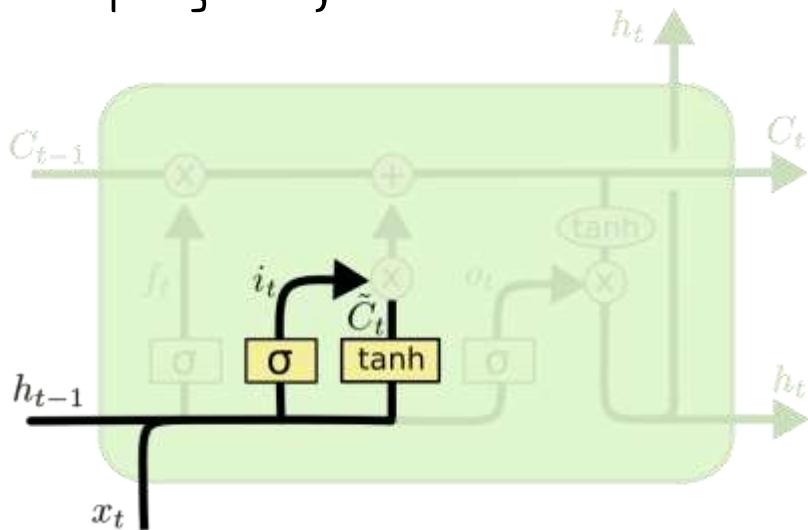 h_t
C_{t-1}
C_t
× +
tanh
f_t i_t × o_t ×
C̃_t
σ σ tanh σ
h_{t-1} h_t
x_t